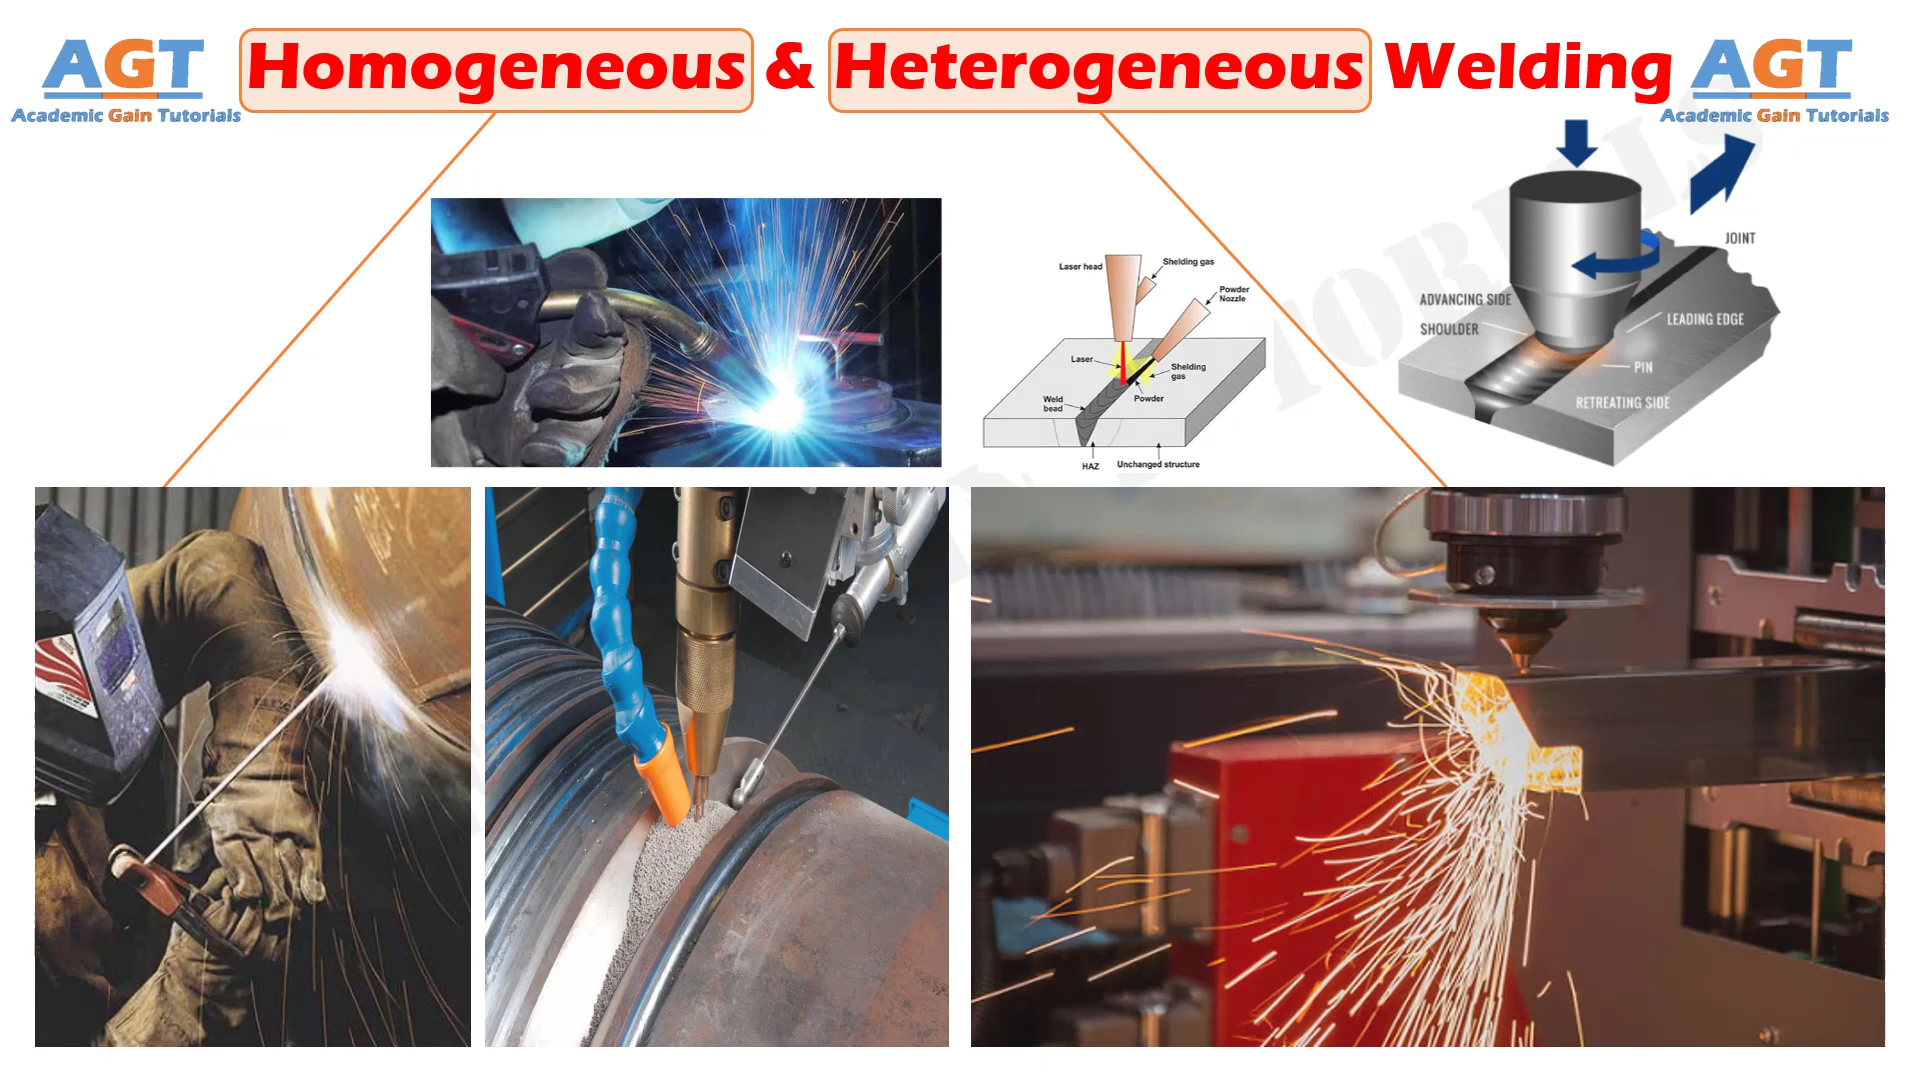 AGT
Academic Gain Tutorials
Homogeneous & Heterogeneous Welding
AGT
Academic Gain Tutorials
Laser head
Shelding gas
Powder
Nozzle
Laser
Shelding
gas
Weld
bead
Powder
HAZ
Unchanged structure
JOINT
ADVANCING SIDE
SHOULDER
LEADING EDGE
PIN
RETREATING SIDE